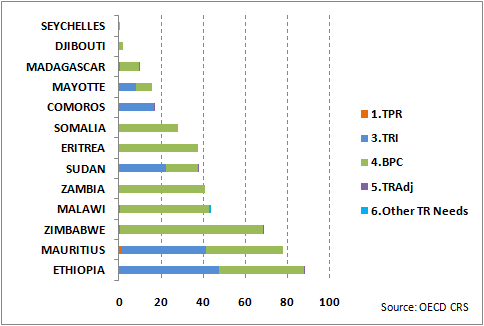 SEYCHELLES
DJIBOUTI
MADAGASCAR
MAYOTTE
COMOROS
SOMALIA
ERITREA
SUDAN
ZAMBIA
MALAWI
ZIMBABWE
MAURITIUS
ETHIOPIA
0 20 40 60 80 100
1.TPR
3.TRI
4.BPC
5.TRAdj
6.Other TR Needs
Source: OECD CRS